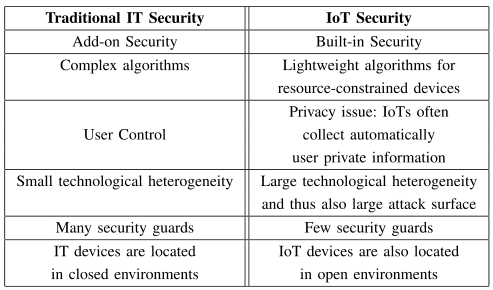 Traditional IT Security IoT Security
Add-on Security Built-in Security
Complex algorithms Lightweight algorithms for
resource-constrained devices
Privacy issue: IoTs often
User Control collect automatically
user private information
Small technological heterogeneity Large technological heterogeneity
and thus also large attack surface
Many security guards Few security guards
IT devices are located IoT devices are also located
in closed environments in open environments